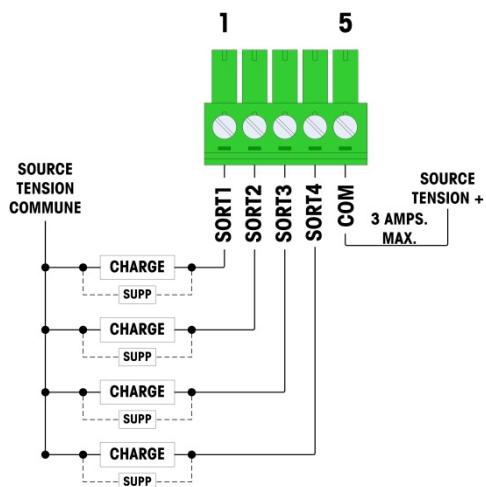 1 5
SOURCE
TENSION
COMMUNE
SORT1
SORT2
SORT3
SORT4
COM
SOURCE
TENSION +
3 AMPS.
MAX.
CHARGE
SUPP
CHARGE
SUPP
CHARGE
SUPP
CHARGE
SUPP